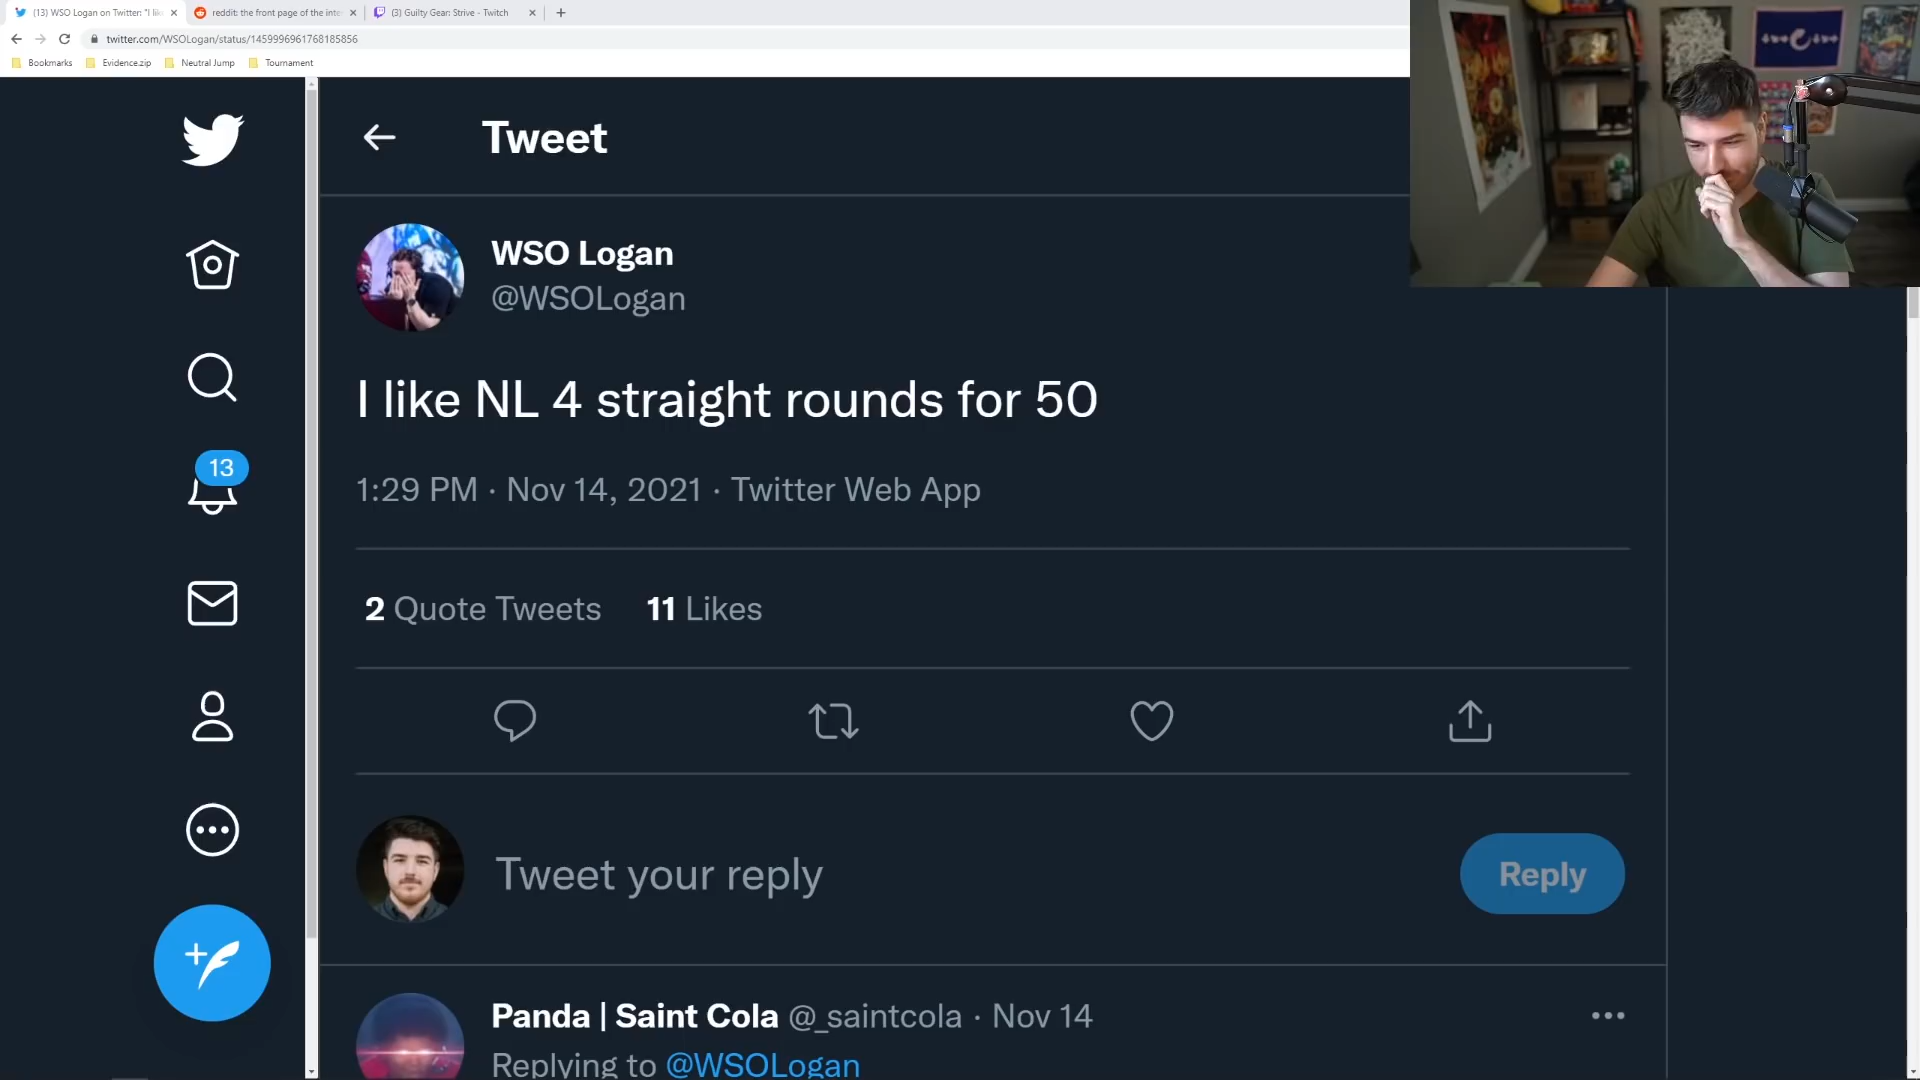 (13) WSO Logan on Twitter: "I lik
reddit: the front page of the inte
(3) Guilty Gear: Strive - Twitch
twitter.com/WSOLogan/status/1459996961768185856
Bookmarks
Evidence.zip
Neutral Jump
Tournament
Tweet
WSO Logan
@WSOLogan
I like NL 4 straight rounds for 50
1:29 PM · Nov 14, 2021 · Twitter Web App
13
2 Quote Tweets
11 Likes
Tweet your reply
Reply
Panda | Saint Cola @_saintcola · Nov 14
Replying to @WSOLogan